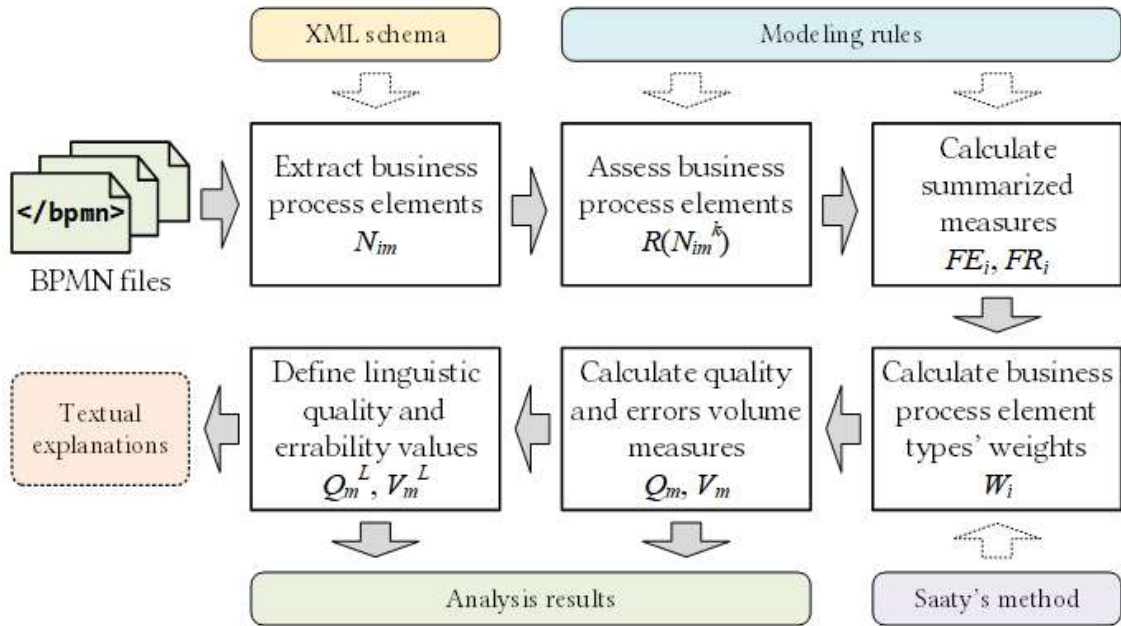 XML schema
Modeling rules
</bpmn>
BPMN files
Extract business
process elements
N_im
Assess business
process elements
R(N_im^k)
Calculate
summarized
measures
FE_i, FR_i
Textual
explanations
Define linguistic
quality and
errability values
Q_m^L, V_m^L
Calculate quality
and errors volume
measures
Q_m, V_m
Calculate business
process element
types’ weights
W_i
Analysis results
Saaty’s method